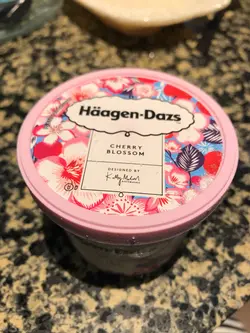 Häagen-Dazs
CHERRY
BLOSSOM
DESIGNED BY